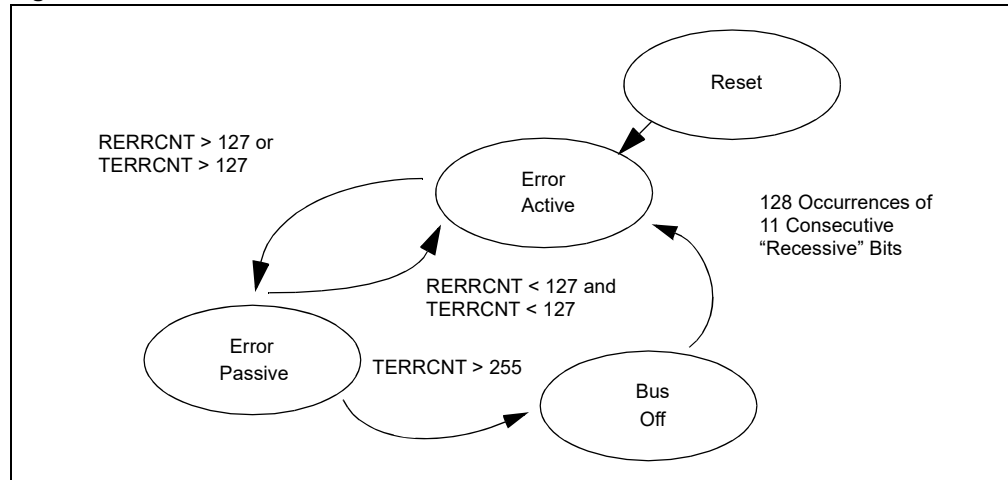 Reset
RERRCNT > 127 or
TERRCNT > 127
Error
Active
128 Occurrences of
11 Consecutive
“Recessive” Bits
RERRCNT < 127 and
TERRCNT < 127
Error
Passive
TERRCNT > 255
Bus
Off